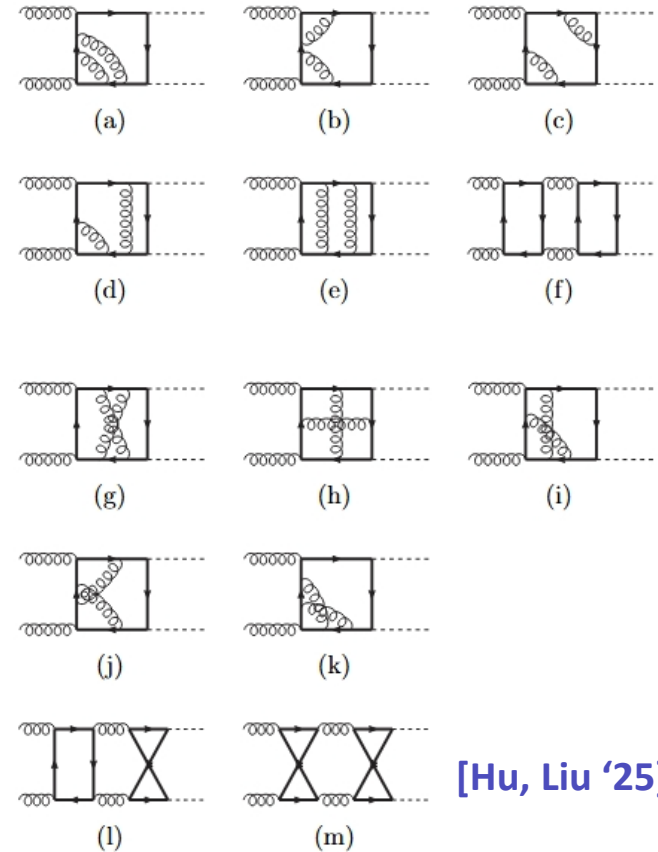 (a) (b) (c)
(d) (e) (f)
(g) (h) (i)
(j) (k)
[Hu, Liu ‘25]
(l) (m)